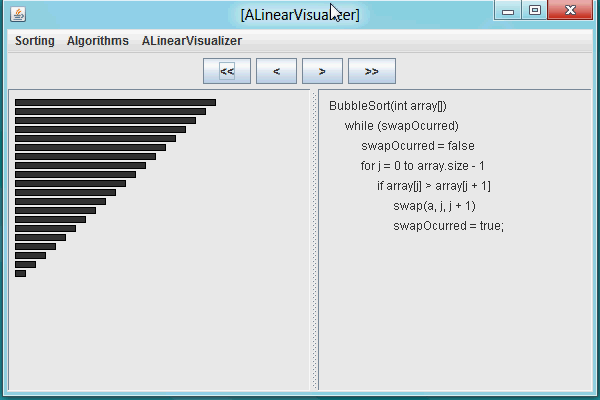 [ALinearVisualizer]
Sorting Algorithms ALinearVisualizer
<< < > >>
BubbleSort(int array[])
while (swapOcurred)
swapOcurred = false
for j = 0 to array.size - 1
if array[j] > array[j + 1]
swap(a, j, j + 1)
swapOcurred = true;